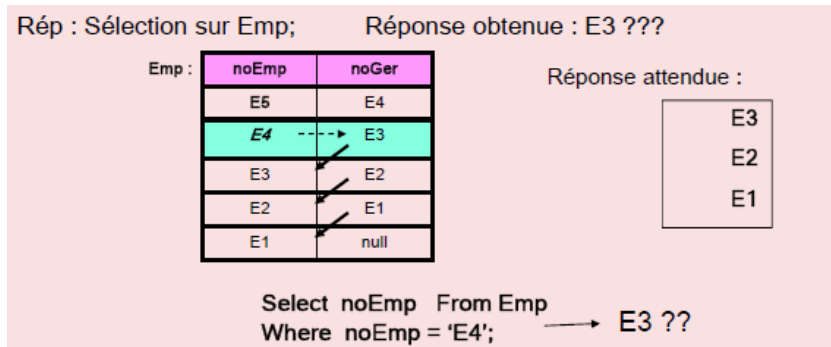 Rép : Sélection sur Emp; Réponse obtenue : E3 ???
Emp : noEmp noGer
E5 E4
E4 E3
E3 E2
E2 E1
E1 null
Réponse attendue :
E3
E2
E1
Select noEmp From Emp
Where noEmp = ‘E4’;
E3 ??